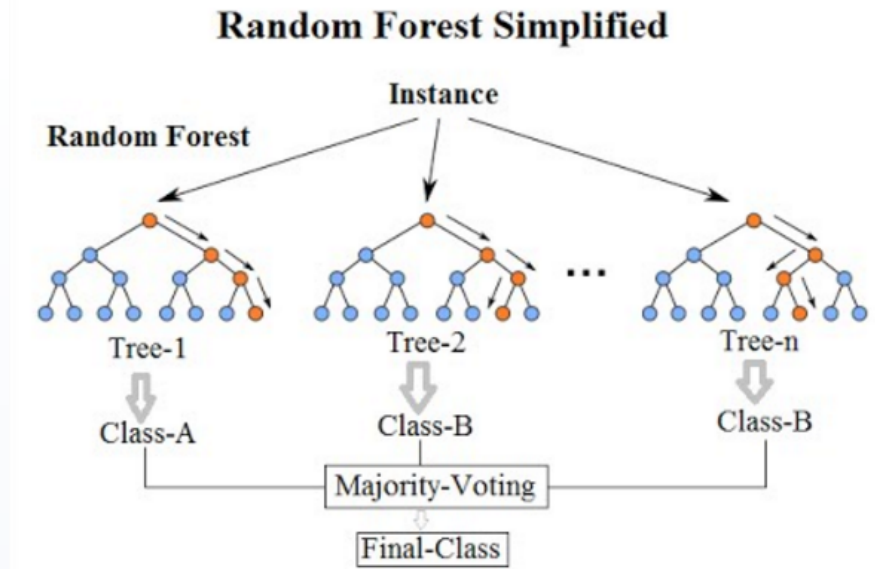 Random Forest Simplified
Instance
Random Forest
...
Tree-1
Tree-2
Tree-n
Class-A
Class-B
Class-B
Majority-Voting
Final-Class